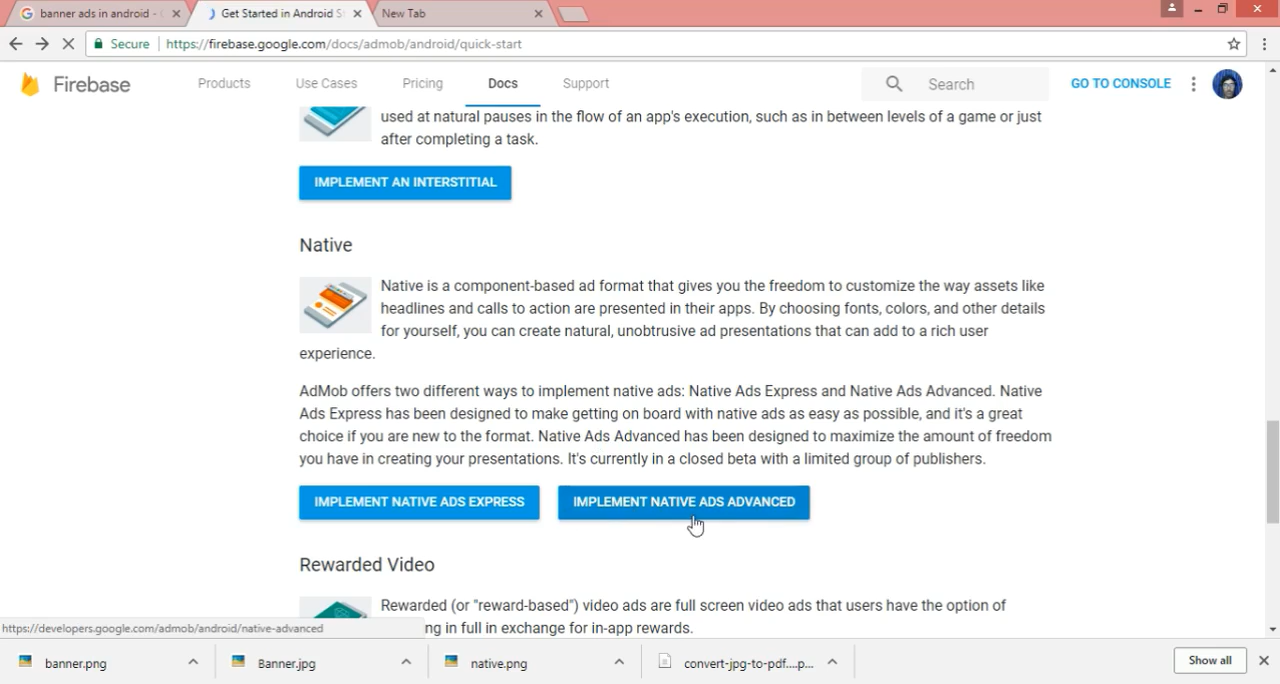 banner ads in android -
Get Started in Android S
New Tab
Secure
https://firebase.google.com/docs/admob/android/quick-start
Firebase
Products
Use Cases
Pricing
Docs
Support
Search
GO TO CONSOLE
used at natural pauses in the flow of an app's execution, such as in between levels of a game or just
after completing a task.
IMPLEMENT AN INTERSTITIAL
Native
Native is a component-based ad format that gives you the freedom to customize the way assets like
headlines and calls to action are presented in their apps. By choosing fonts, colors, and other details
for yourself, you can create natural, unobtrusive ad presentations that can add to a rich user
experience.
AdMob offers two different ways to implement native ads: Native Ads Express and Native Ads Advanced. Native
Ads Express has been designed to make getting on board with native ads as easy as possible, and it's a great
choice if you are new to the format. Native Ads Advanced has been designed to maximize the amount of freedom
you have in creating your presentations. It's currently in a closed beta with a limited group of publishers.
IMPLEMENT NATIVE ADS EXPRESS
IMPLEMENT NATIVE ADS ADVANCED
Rewarded Video
Rewarded (or "reward-based") video ads are full screen video ads that users have the option of
ng in full in exchange for in-app rewards.
https://developers.google.com/admob/android/native-advanced
banner.png
Banner.jpg
native.png
convert-jpg-to-pdf....p...
Show all